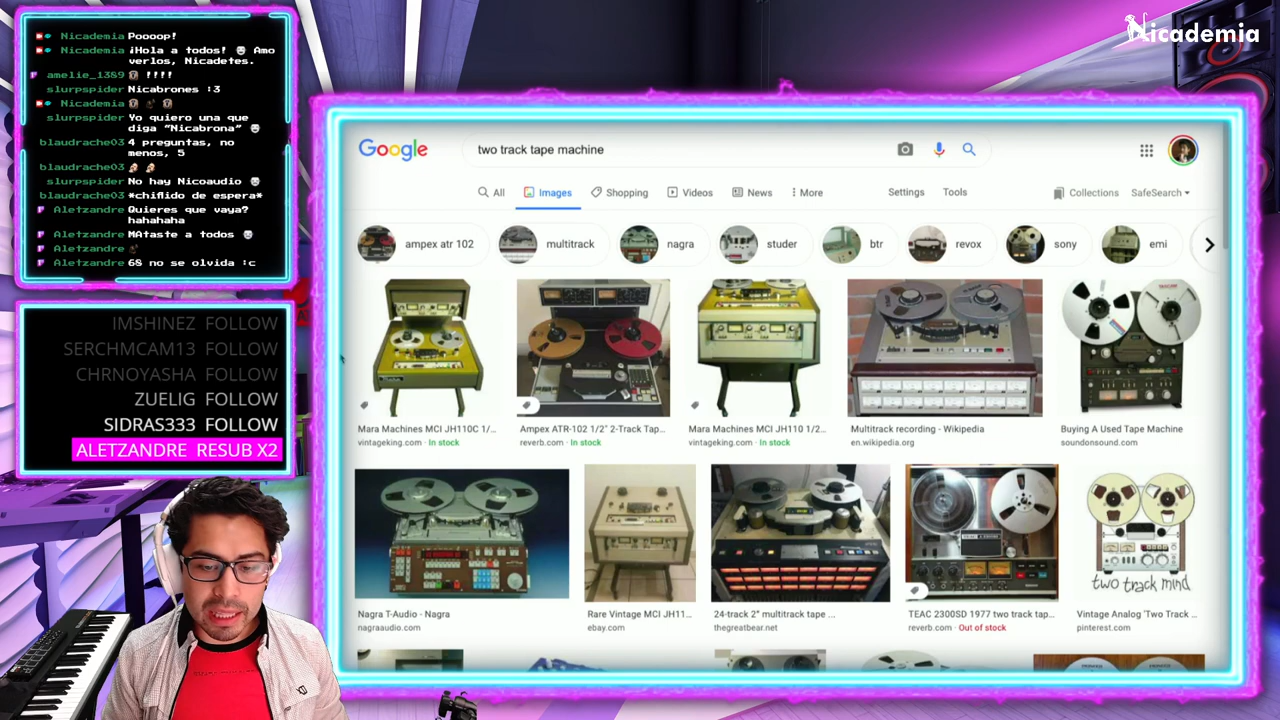 Nicademia Poooop!
Nicademia ¡Hola a todos! Amo
verlos, Nicadetes.
amelie_1389 !!!!
slurpspider Nicabrones :3
Nicademia
slurpspider Yo quiero una que
diga "Nicabrona"
blaudrache03 4 preguntas, no
menos, 5
blaudrache03
slurpspider No hay Nicoaudio
blaudrache03 *chiflido de espera*
Aletzandre Quieres que vaya?
hahahaha
Aletzandre MAtaste a todos
Aletzandre
Aletzandre 68 no se olvida :c
IMSHINEZ FOLLOW
SERCHMCAM13 FOLLOW
CHRNOYASHA FOLLOW
ZUELIG FOLLOW
SIDRAS333 FOLLOW
ALETZANDRE RESUB X2
Nicademia
Google two track tape machine
All Images Shopping Videos News More Settings Tools Collections SafeSearch
ampex atr 102 multitrack nagra studer btr revox sony emi
Mara Machines MCI JH110C 1/... Ampex ATR-102 1/2" 2-Track Tap... Mara Machines MCI JH110 1/2... Multitrack recording - Wikipedia Buying A Used Tape Machine
vintageking.com · In stock reverb.com · In stock vintageking.com · In stock en.wikipedia.org soundonsound.com
two track mind
Nagra T-Audio - Nagra Rare Vintage MCI JH11... 24-track 2" multitrack tape ... TEAC 2300SD 1977 two track tap... Vintage Analog 'Two Track ...
nagraaudio.com ebay.com thegreatbear.net reverb.com · Out of stock pinterest.com